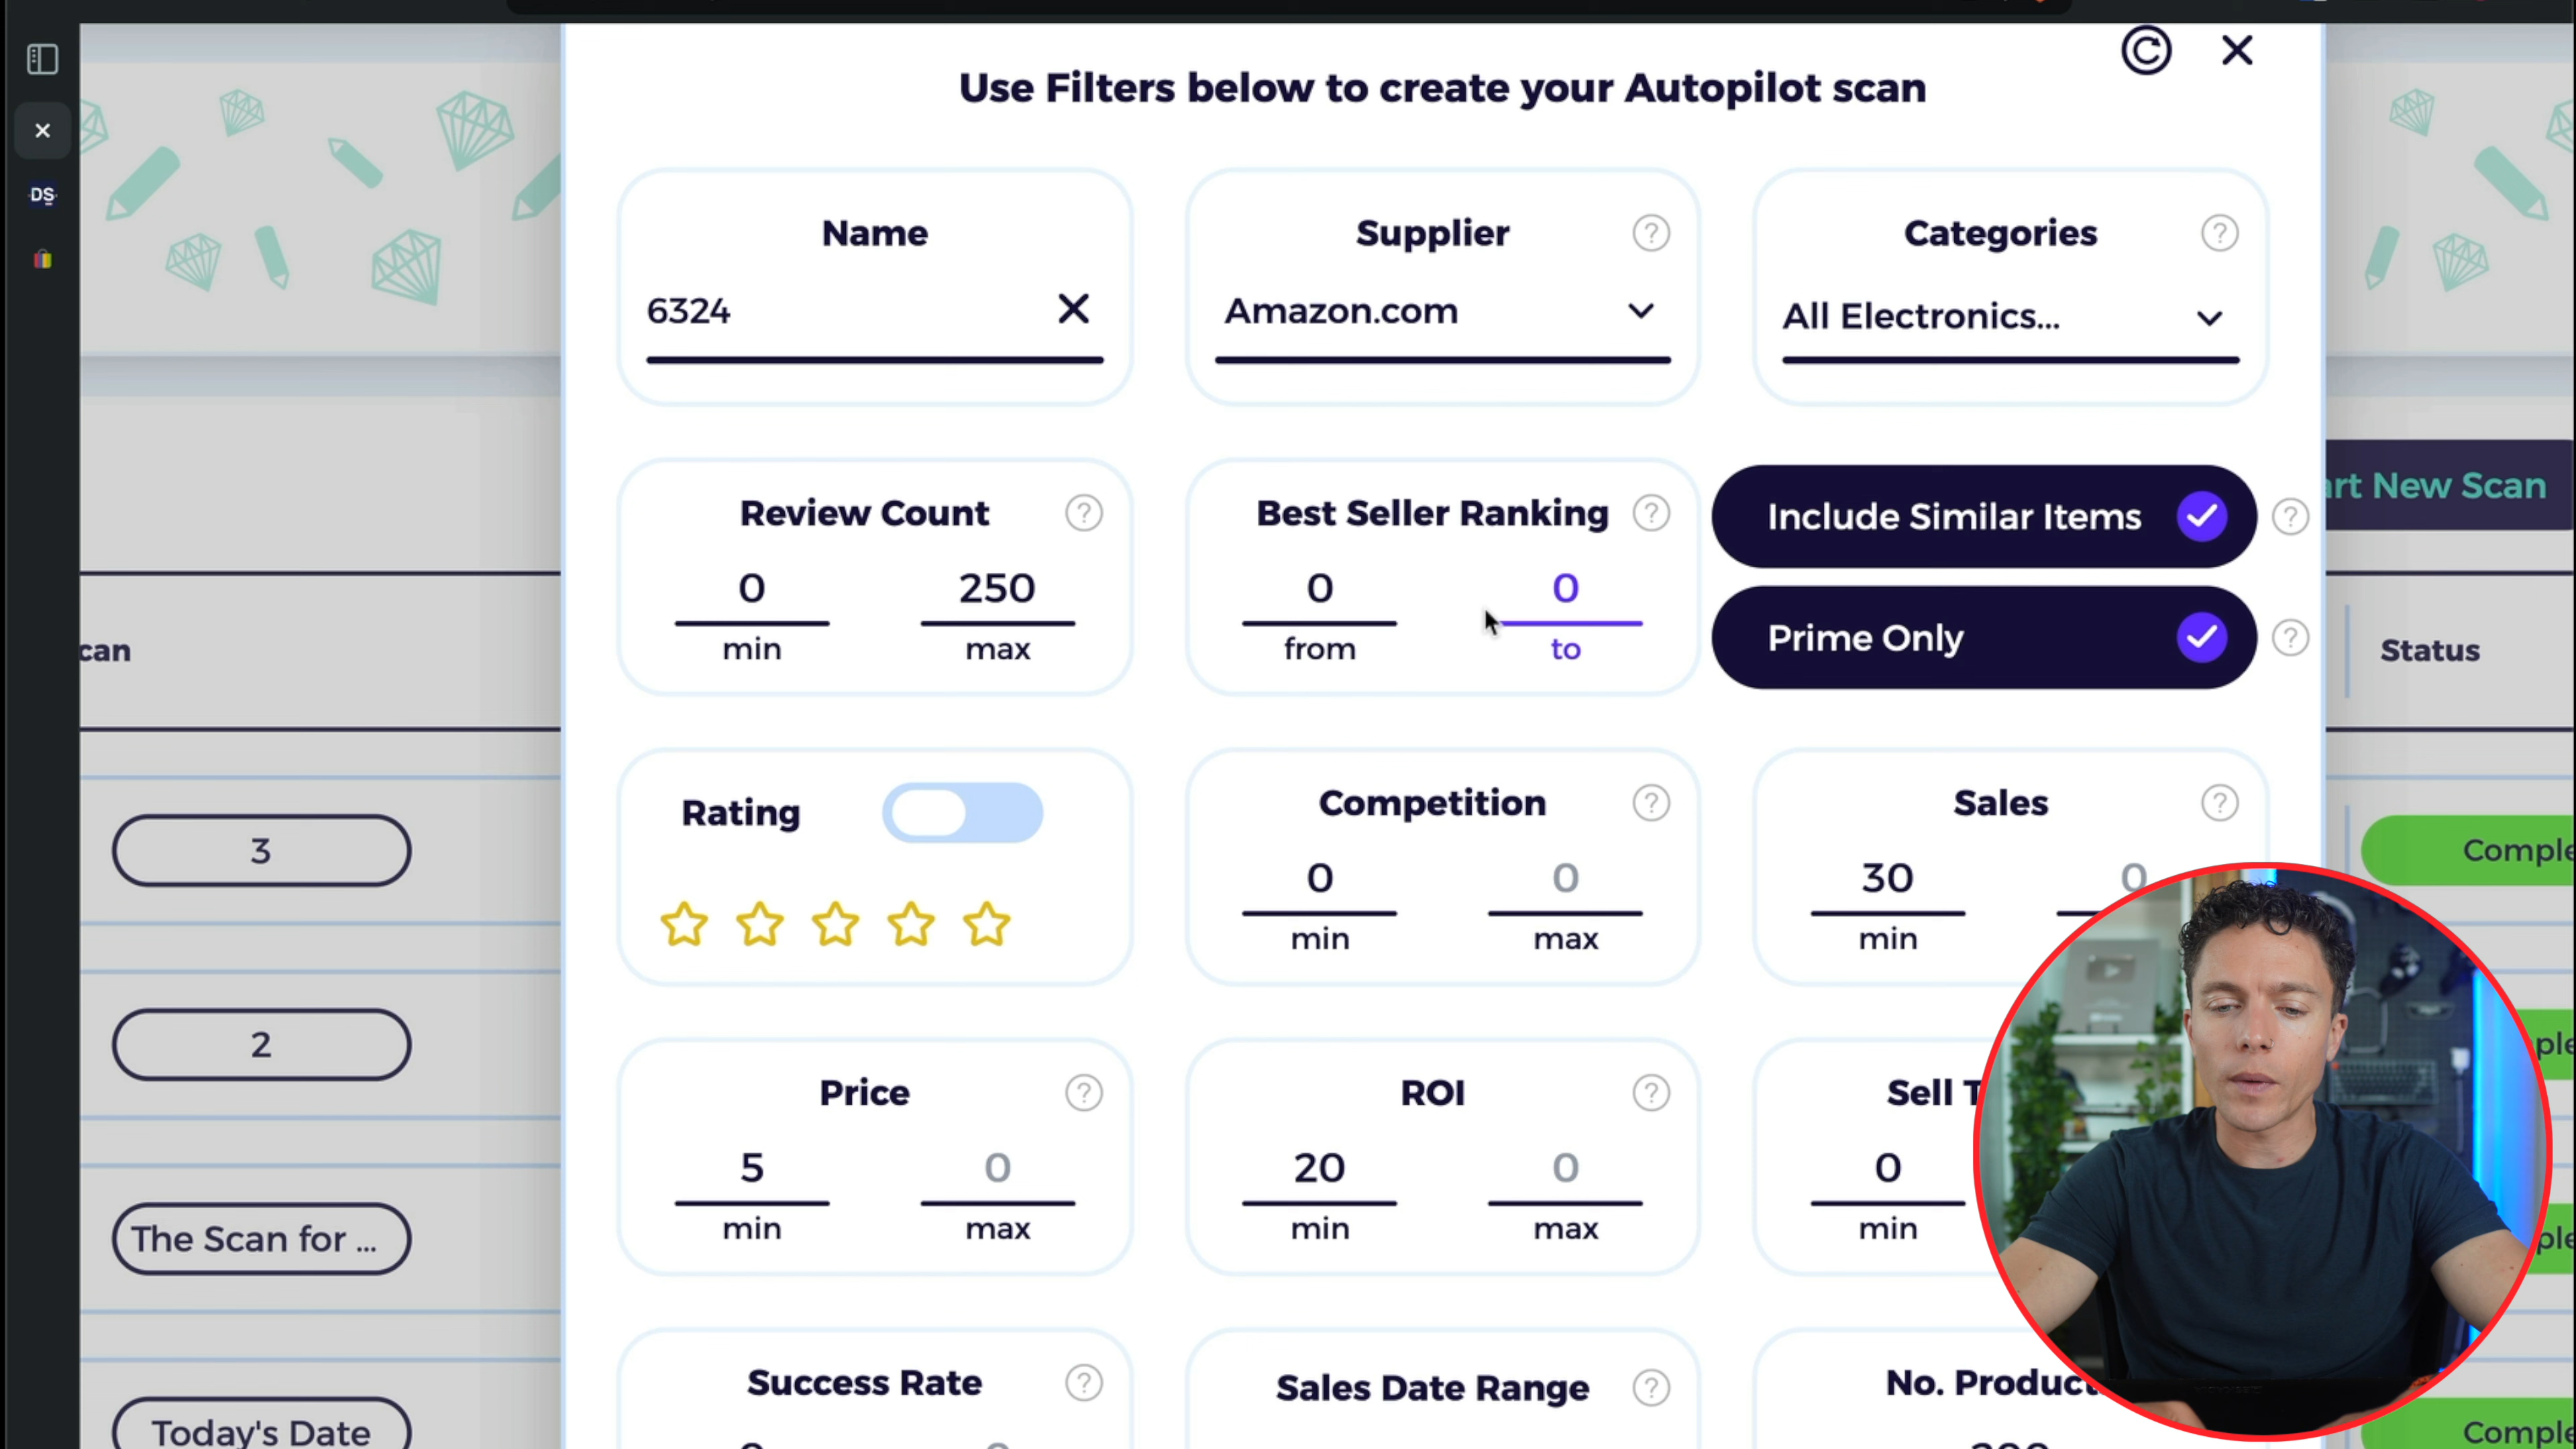 DS
Use Filters below to create your Autopilot scan
Name
6324
Supplier
Amazon.com
Categories
All Electronics...
Review Count
0
250
min
max
Best Seller Ranking
0
0
from
to
Include Similar Items
Prime Only
art New Scan
can
Status
Rating
Competition
0
0
min
max
Sales
30
0
min
3
Comple
2
ple
Price
5
0
min
max
ROI
20
0
min
max
Sell T
0
min
The Scan for ...
ple
Success Rate
Sales Date Range
No. Product
Today's Date
Comple